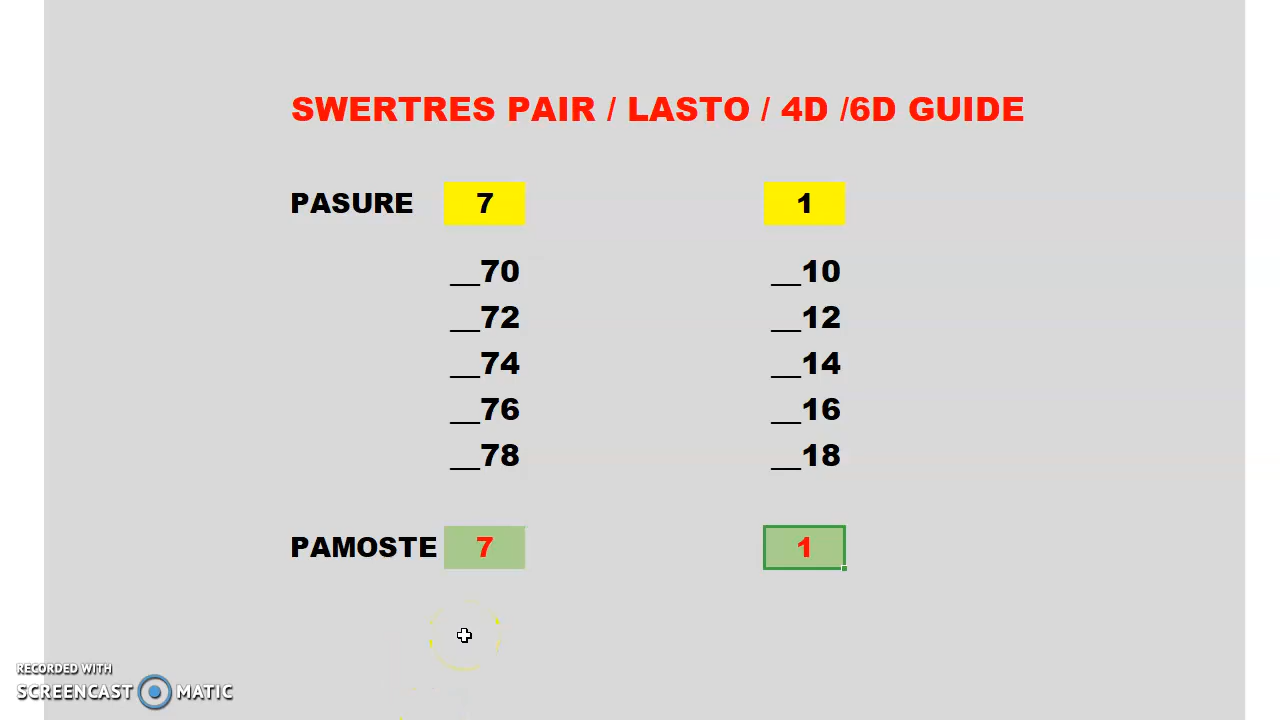 SWERTRES PAIR / LASTO / 4D /6D GUIDE
PASURE 7 1
__70 __10
__72 __12
__74 __14
__76 __16
__78 __18
PAMOSTE 7 1
RECORDED WITH
SCREENCAST MATIC